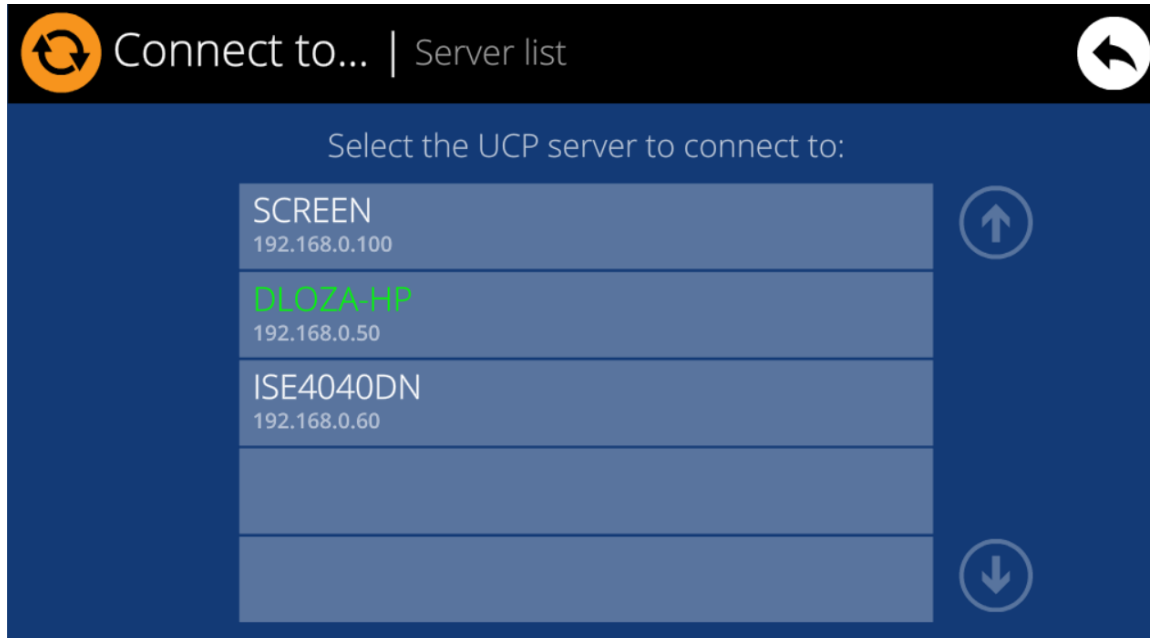 Connect to... | Server list
Select the UCP server to connect to:
SCREEN
192.168.0.100
DLOZA-HP
192.168.0.50
ISE4040DN
192.168.0.60